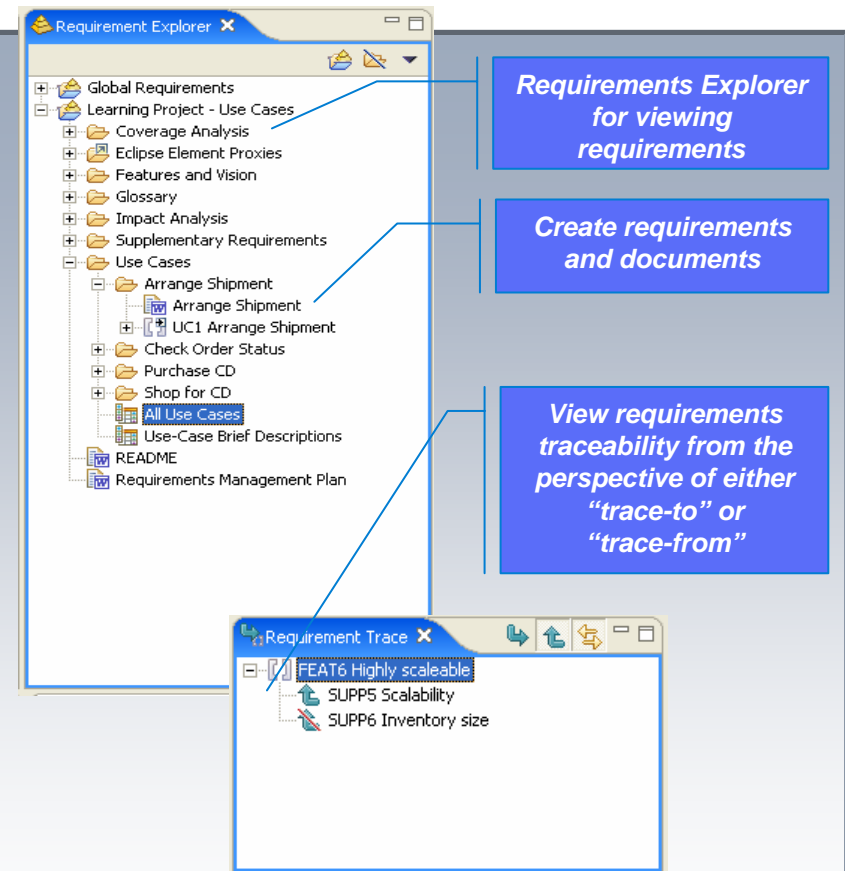 Requirement Explorer
Global Requirements
Learning Project - Use Cases
Coverage Analysis
Eclipse Element Proxies
Features and Vision
Glossary
Impact Analysis
Supplementary Requirements
Use Cases
Arrange Shipment
Arrange Shipment
UC1 Arrange Shipment
Check Order Status
Purchase CD
Shop for CD
All Use Cases
Use-Case Brief Descriptions
README
Requirements Management Plan
Requirements Explorer
for viewing
requirements
Create requirements
and documents
View requirements
traceability from the
perspective of either
“trace-to” or
“trace-from”
Requirement Trace
FEAT6 Highly scaleable
SUPP5 Scalability
SUPP6 Inventory size